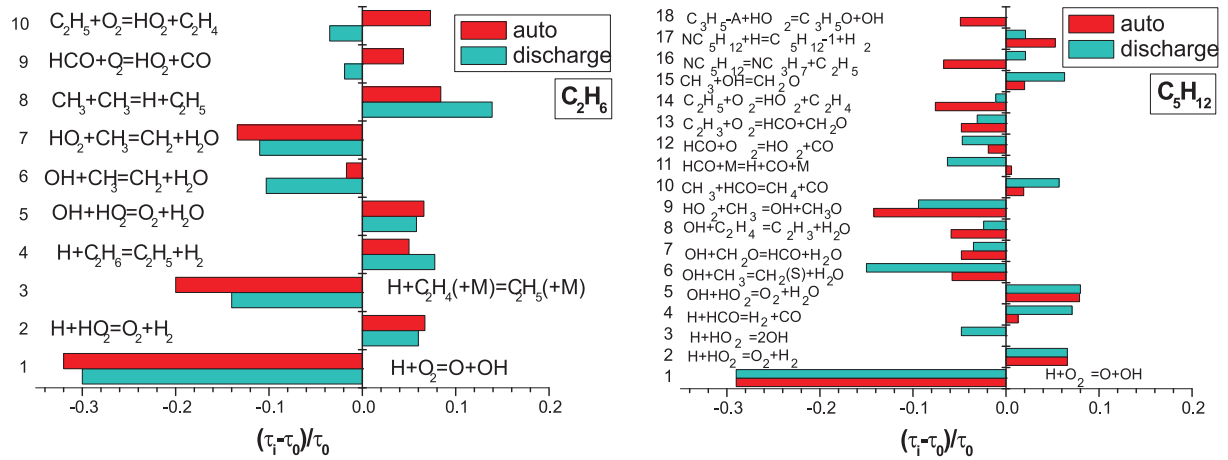 10 C₂H₅+O₂=HO₂+C₂H₄
9 HCO+O₂=HO₂+CO
8 CH₃+CH₃=H+C₂H₅
7 HO₂+CH₃=CH₂+H₂O
6 OH+CH₃=CH₂+H₂O
5 OH+HO₂=O₂+H₂O
4 H+C₂H₆=C₂H₅+H₂
3 H+C₂H₄(+M)=C₂H₅(+M)
2 H+HO₂=O₂+H₂
1 H+O₂=O+OH
auto
discharge
C₂H₆
-0.3 -0.2 -0.1 0.0 0.1 0.2
(τᵢ-τ₀)/τ₀
18 C₃H₅-A+HO₂=C₃H₅O+OH
17 NC₅H₁₂+H=C₅H₁₂-1+H₂
16 NC₅H₁₂=NC₃H₇+C₂H₅
15 CH₃+OH=CH₂O
14 C₂H₅+O₂=HO₂+C₂H₄
13 C₂H₃+O₂=HCO+CH₂O
12 HCO+O₂=HO₂+CO
11 HCO+M=H+CO+M
10 CH₃+HCO=CH₄+CO
9 HO₂+CH₃=OH+CH₃O
8 OH+C₂H₄=C₂H₃+H₂O
7 OH+CH₂O=HCO+H₂O
6 OH+CH₃=CH₂(S)+H₂O
5 OH+HO₂=O₂+H₂O
4 H+HCO=H₂+CO
3 H+HO₂=2OH
2 H+HO₂=O₂+H₂
1 H+O₂=O+OH
auto
discharge
C₅H₁₂
-0.3 -0.2 -0.1 0.0 0.1 0.2
(τᵢ-τ₀)/τ₀